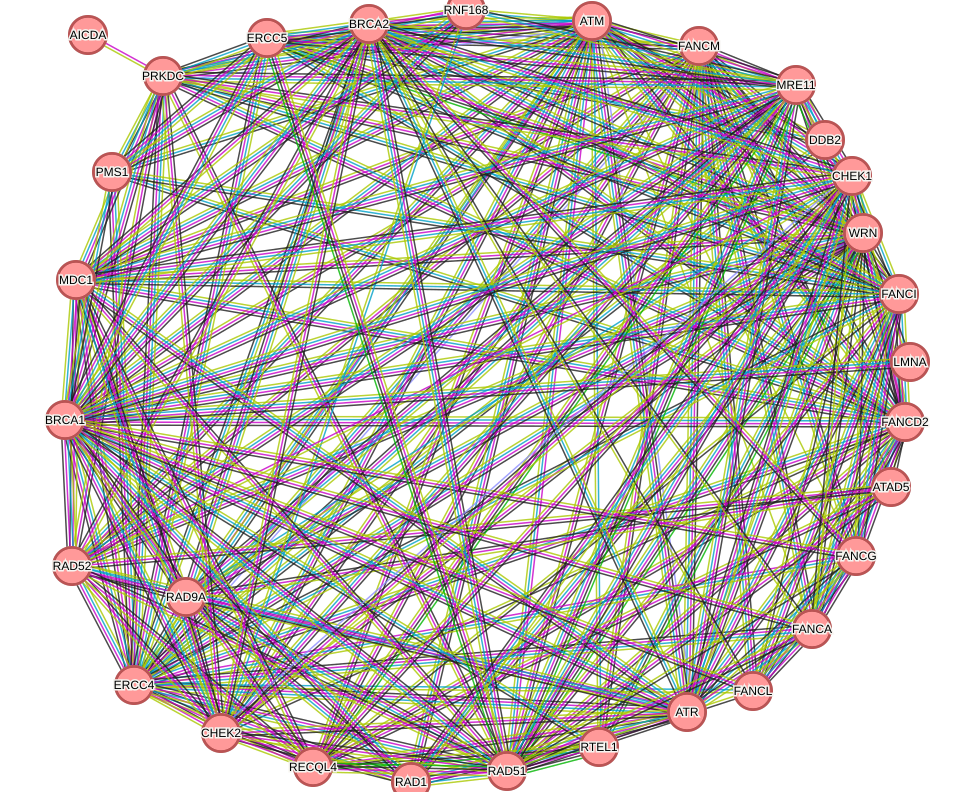 RNF168
ATM
BRCA2
AICDA
ERCC5
FANCM
PRKDC
MRE11
DDB2
PMS1
CHEK1
WRN
MDC1
FANCI
LMNA
BRCA1
FANCD2
ATAD5
FANCG
RAD52
RAD9A
FANCA
ERCC4
FANCL
ATR
CHEK2
RTEL1
RECQL4
RAD51
RAD1